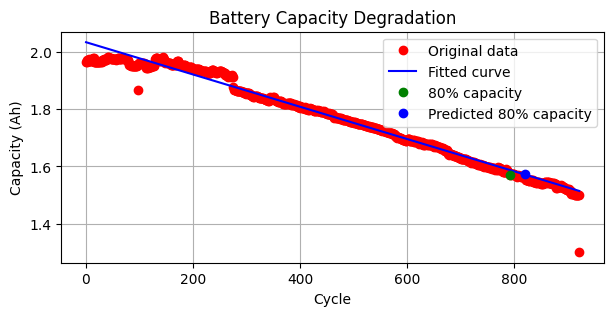 Battery Capacity Degradation
Capacity (Ah)
2.0
1.8
1.6
1.4
Original data
Fitted curve
80% capacity
Predicted 80% capacity
0
200
400
600
800
Cycle